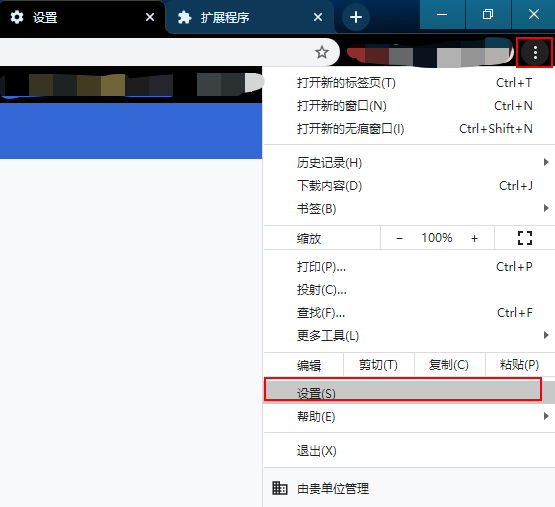 设置 扩展程序
打开新的标签页(T) Ctrl+T
打开新的窗口(N) Ctrl+N
打开新的无痕窗口(I) Ctrl+Shift+N
历史记录(H)
下载内容(D) Ctrl+J
书签(B)
缩放 − 100% +
打印(P)... Ctrl+P
投射(C)...
查找(F)... Ctrl+F
更多工具(L)
编辑 剪切(T) 复制(C) 粘贴(P)
设置(S)
帮助(E)
退出(X)
由贵单位管理